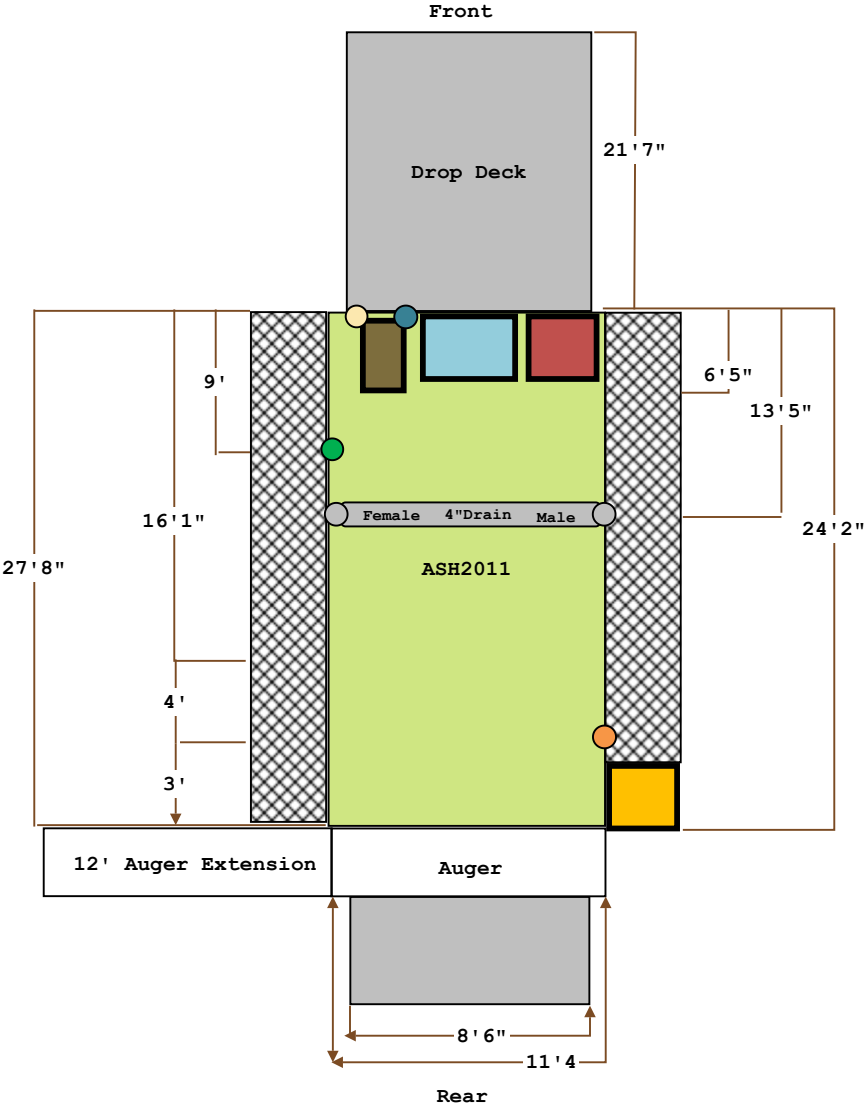 Front
Drop Deck
21'7"
9'
6'5"
13'5"
16'1"
Female 4"Drain Male
24'2"
27'8"
ASH2011
4'
3'
12' Auger Extension
Auger
8'6"
11'4
Rear